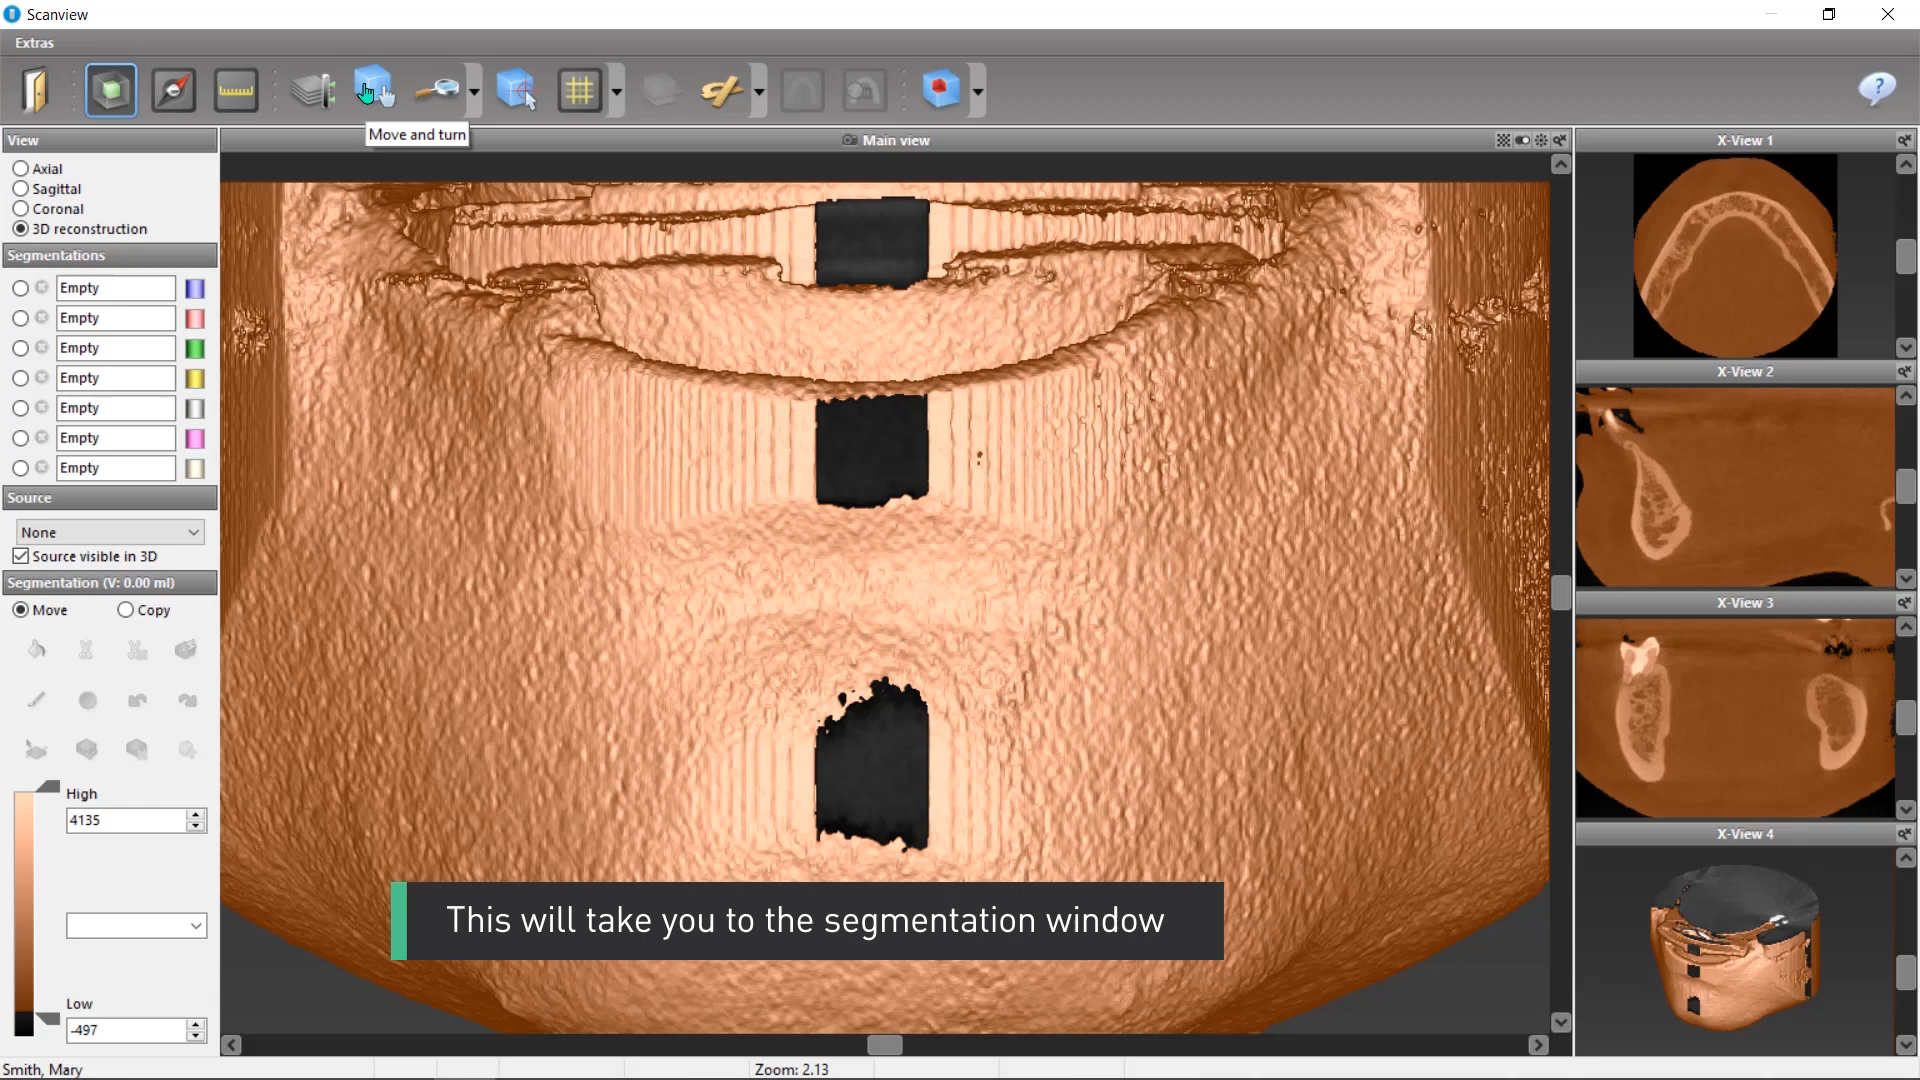 Scanview
Extras
Move and turn
View
Axial
Sagittal
Coronal
3D reconstruction
Segmentations
Empty
Empty
Empty
Empty
Empty
Empty
Empty
Source
None
Source visible in 3D
Segmentation (V: 0.00 ml)
Move
Copy
High
4135
Low
-497
Main view
This will take you to the segmentation window
X-View 1
X-View 2
X-View 3
X-View 4
?
Smith, Mary
Zoom: 2.13